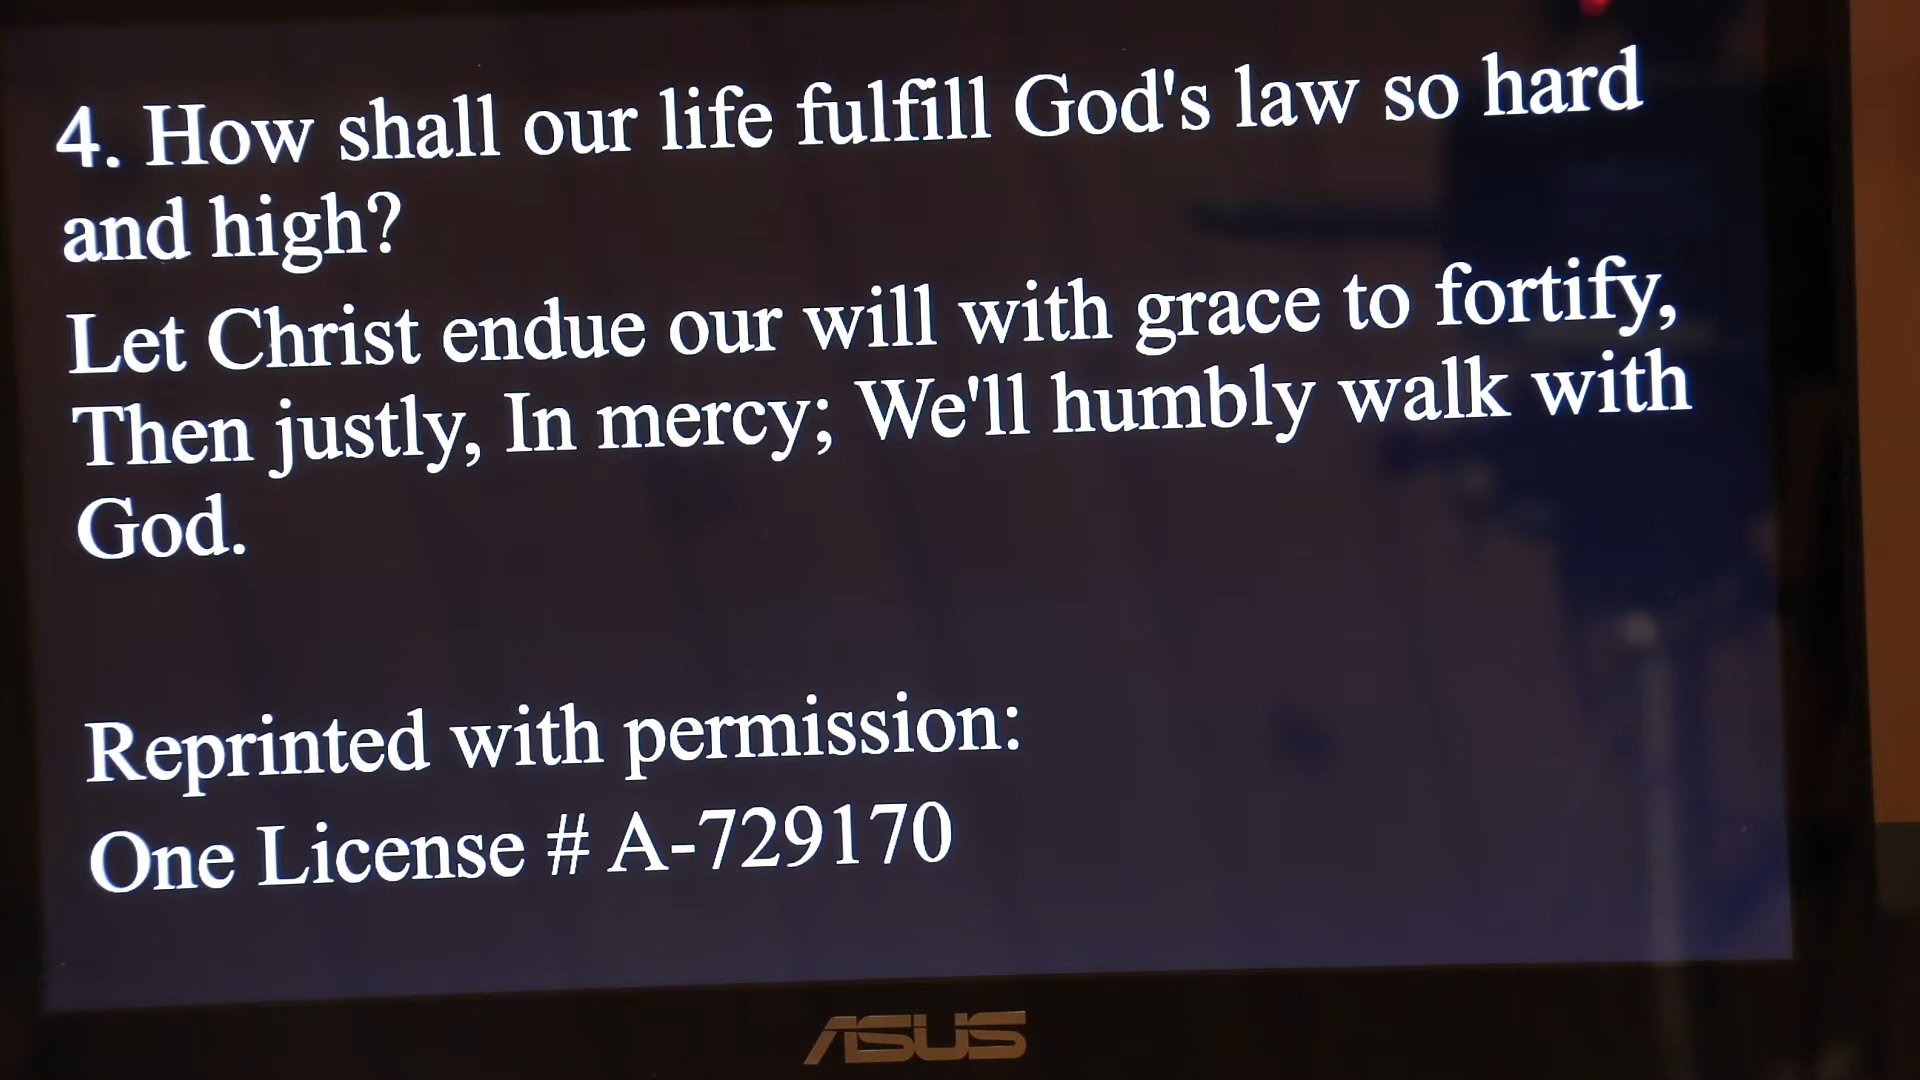 4. How shall our life fulfill God's law so hard
and high?
Let Christ endue our will with grace to fortify,
Then justly, In mercy; We'll humbly walk with
God.
Reprinted with permission:
One License # A-729170
ASUS